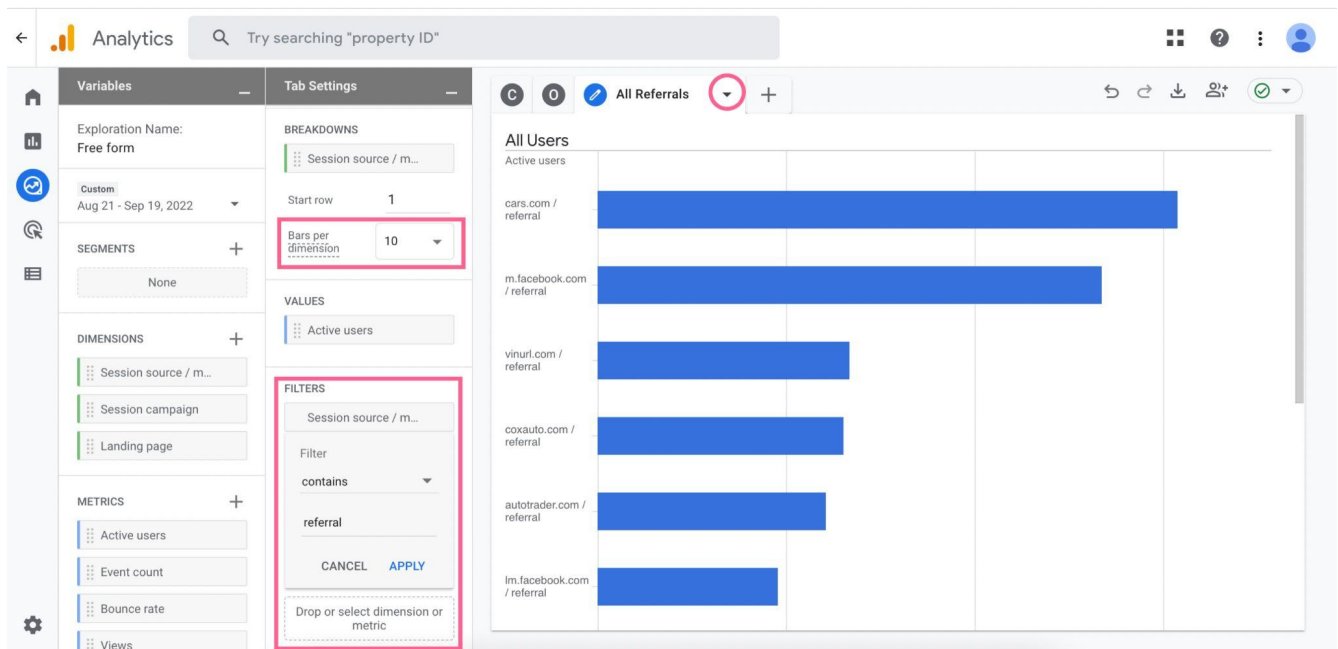 Analytics
Try searching "property ID"
Variables
Exploration Name:
Free form
Custom
Aug 21 - Sep 19, 2022
SEGMENTS
None
DIMENSIONS
Session source / m...
Session campaign
Landing page
METRICS
Active users
Event count
Bounce rate
Views
Tab Settings
BREAKDOWNS
Session source / m...
Start row 1
Bars per
dimension
10
VALUES
Active users
FILTERS
Session source / m...
Filter
contains
referral
CANCEL APPLY
Drop or select dimension or
metric
C O All Referrals
All Users
Active users
cars.com /
referral
m.facebook.com
/ referral
vinurl.com /
referral
coxauto.com /
referral
autotrader.com /
referral
lm.facebook.com
/ referral